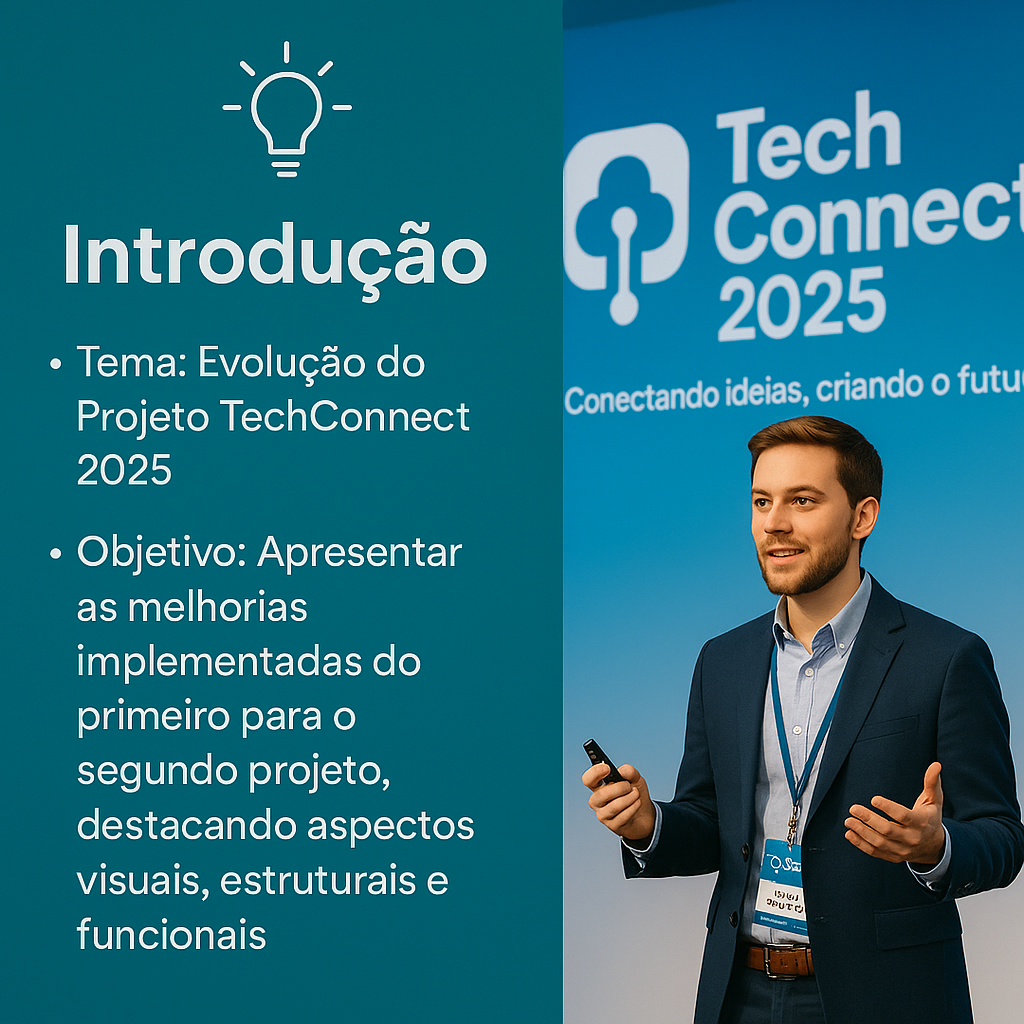 Introdução
• Tema: Evolução do
Projeto TechConnect
2025
• Objetivo: Apresentar
as melhorias
implementadas do
primeiro para o
segundo projeto,
destacando aspectos
visuais, estruturais e
funcionais
Tech
Connect
2025
Conectando ideias, criando o